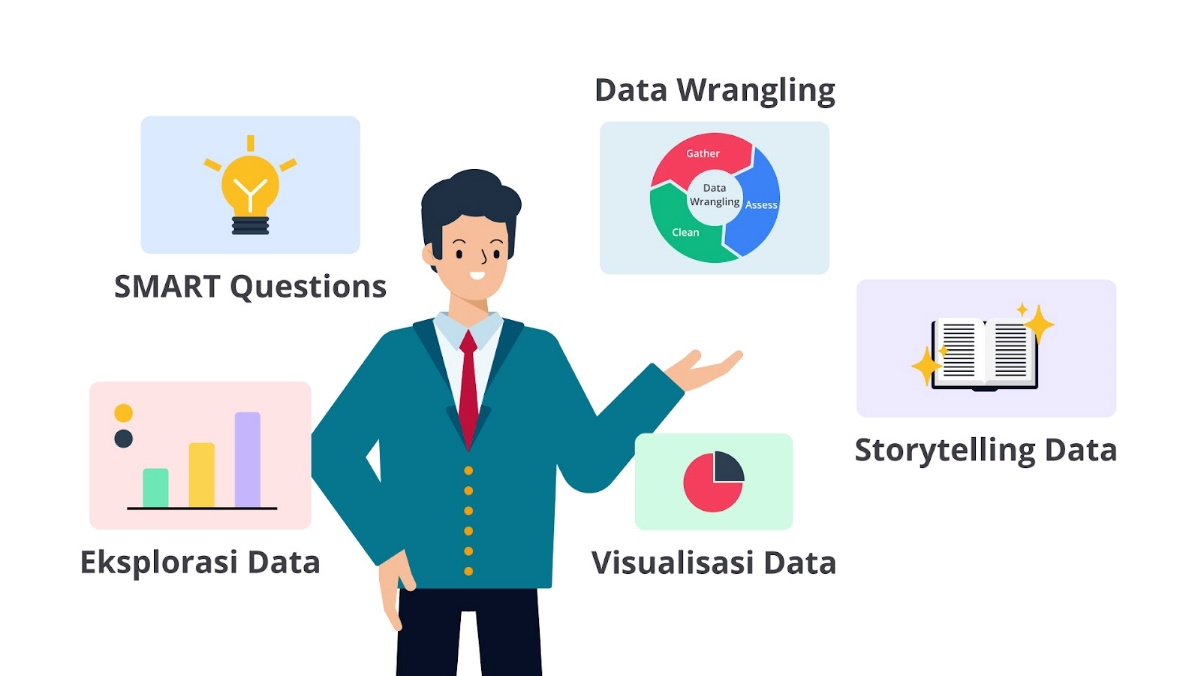 SMART Questions
Data Wrangling
Gather
Data
Wrangling
Assess
Clean
Storytelling Data
Eksplorasi Data
Visualisasi Data